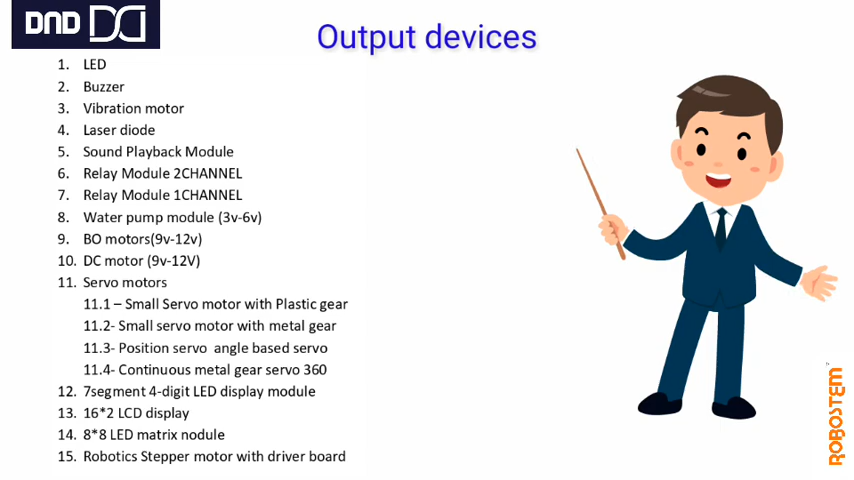 DND
Output devices
1. LED
2. Buzzer
3. Vibration motor
4. Laser diode
5. Sound Playback Module
6. Relay Module 2CHANNEL
7. Relay Module 1CHANNEL
8. Water pump module (3v-6v)
9. BO motors(9v-12v)
10. DC motor (9v-12V)
11. Servo motors
11.1 – Small Servo motor with Plastic gear
11.2- Small servo motor with metal gear
11.3- Position servo angle based servo
11.4- Continuous metal gear servo 360
12. 7segment 4-digit LED display module
13. 16*2 LCD display
14. 8*8 LED matrix nodule
15. Robotics Stepper motor with driver board
ROBOSTEM